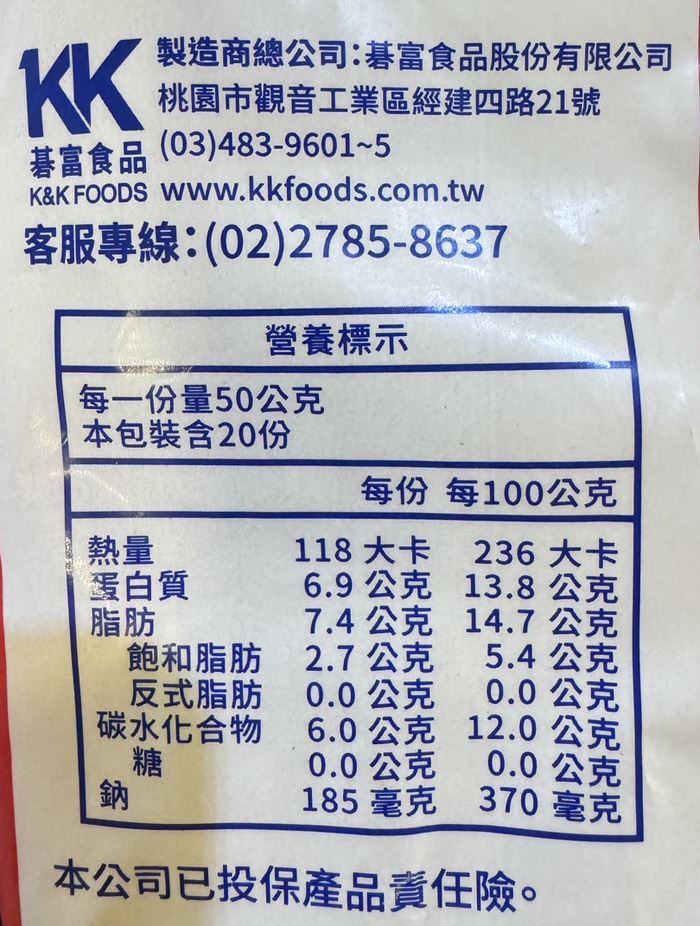 KK
碁富食品
K&K FOODS
製造商總公司:碁富食品股份有限公司
桃園市觀音工業區經建四路21號
(03)483-9601~5
www.kkfoods.com.tw
客服專線:(02)2785-8637
營養標示
每一份量50公克
本包裝含20份
每份 每100公克
熱量 118 大卡 236 大卡
蛋白質 6.9 公克 13.8 公克
脂肪 7.4 公克 14.7 公克
飽和脂肪 2.7 公克 5.4 公克
反式脂肪 0.0 公克 0.0 公克
碳水化合物 6.0 公克 12.0 公克
糖 0.0 公克 0.0 公克
鈉 185 毫克 370 毫克
本公司已投保產品責任險。